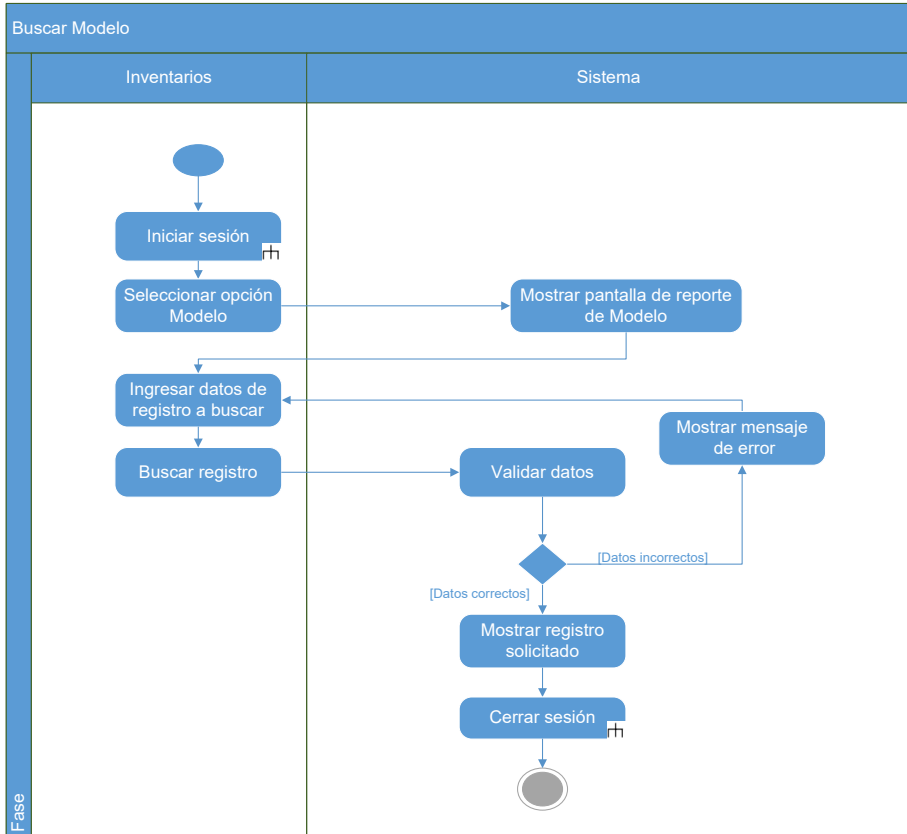 Buscar Modelo
Inventarios
Sistema
Iniciar sesión
Seleccionar opción
Modelo
Mostrar pantalla de reporte
de Modelo
Ingresar datos de
registro a buscar
Mostrar mensaje
de error
Buscar registro
Validar datos
[Datos incorrectos]
[Datos correctos]
Mostrar registro
solicitado
Cerrar sesión
Fase